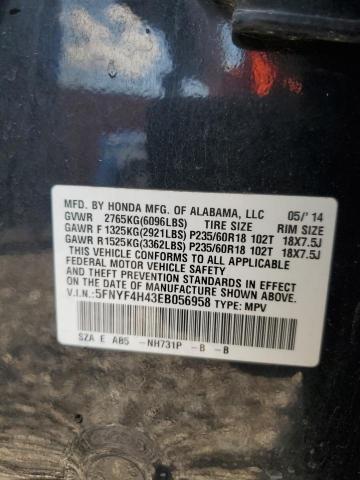 MFD. BY HONDA MFG. OF ALABAMA, LLC 05/'14
GVWR 2765KG(6096LBS) TIRE SIZE RIM SIZE
GAWR F 1325KG(2921LBS) P235/60R18 102T 18X7.5J
GAWR R1525KG(3362LBS) P235/60R18 102T 18X7.5J
THIS VEHICLE CONFORMS TO ALL APPLICABLE
FEDERAL MOTOR VEHICLE SAFETY, BUMPER,
AND THEFT PREVENTION STANDARDS IN EFFECT
ON THE DATE OF MANUFACTURE SHOWN ABOVE.
V.I.N.:5FNYF4H43EB056958 TYPE: MPV
SZA E AB5 -NH731P -B -B